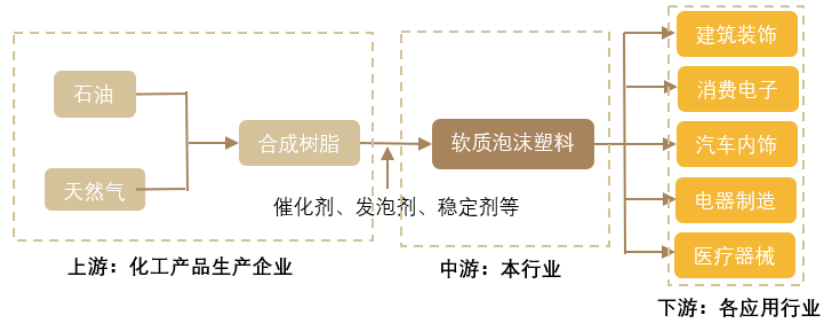 石油
天然气
合成树脂
催化剂、发泡剂、稳定剂等
上游：化工产品生产企业
软质泡沫塑料
中游：本行业
建筑装饰
消费电子
汽车内饰
电器制造
医疗器械
下游：各应用行业